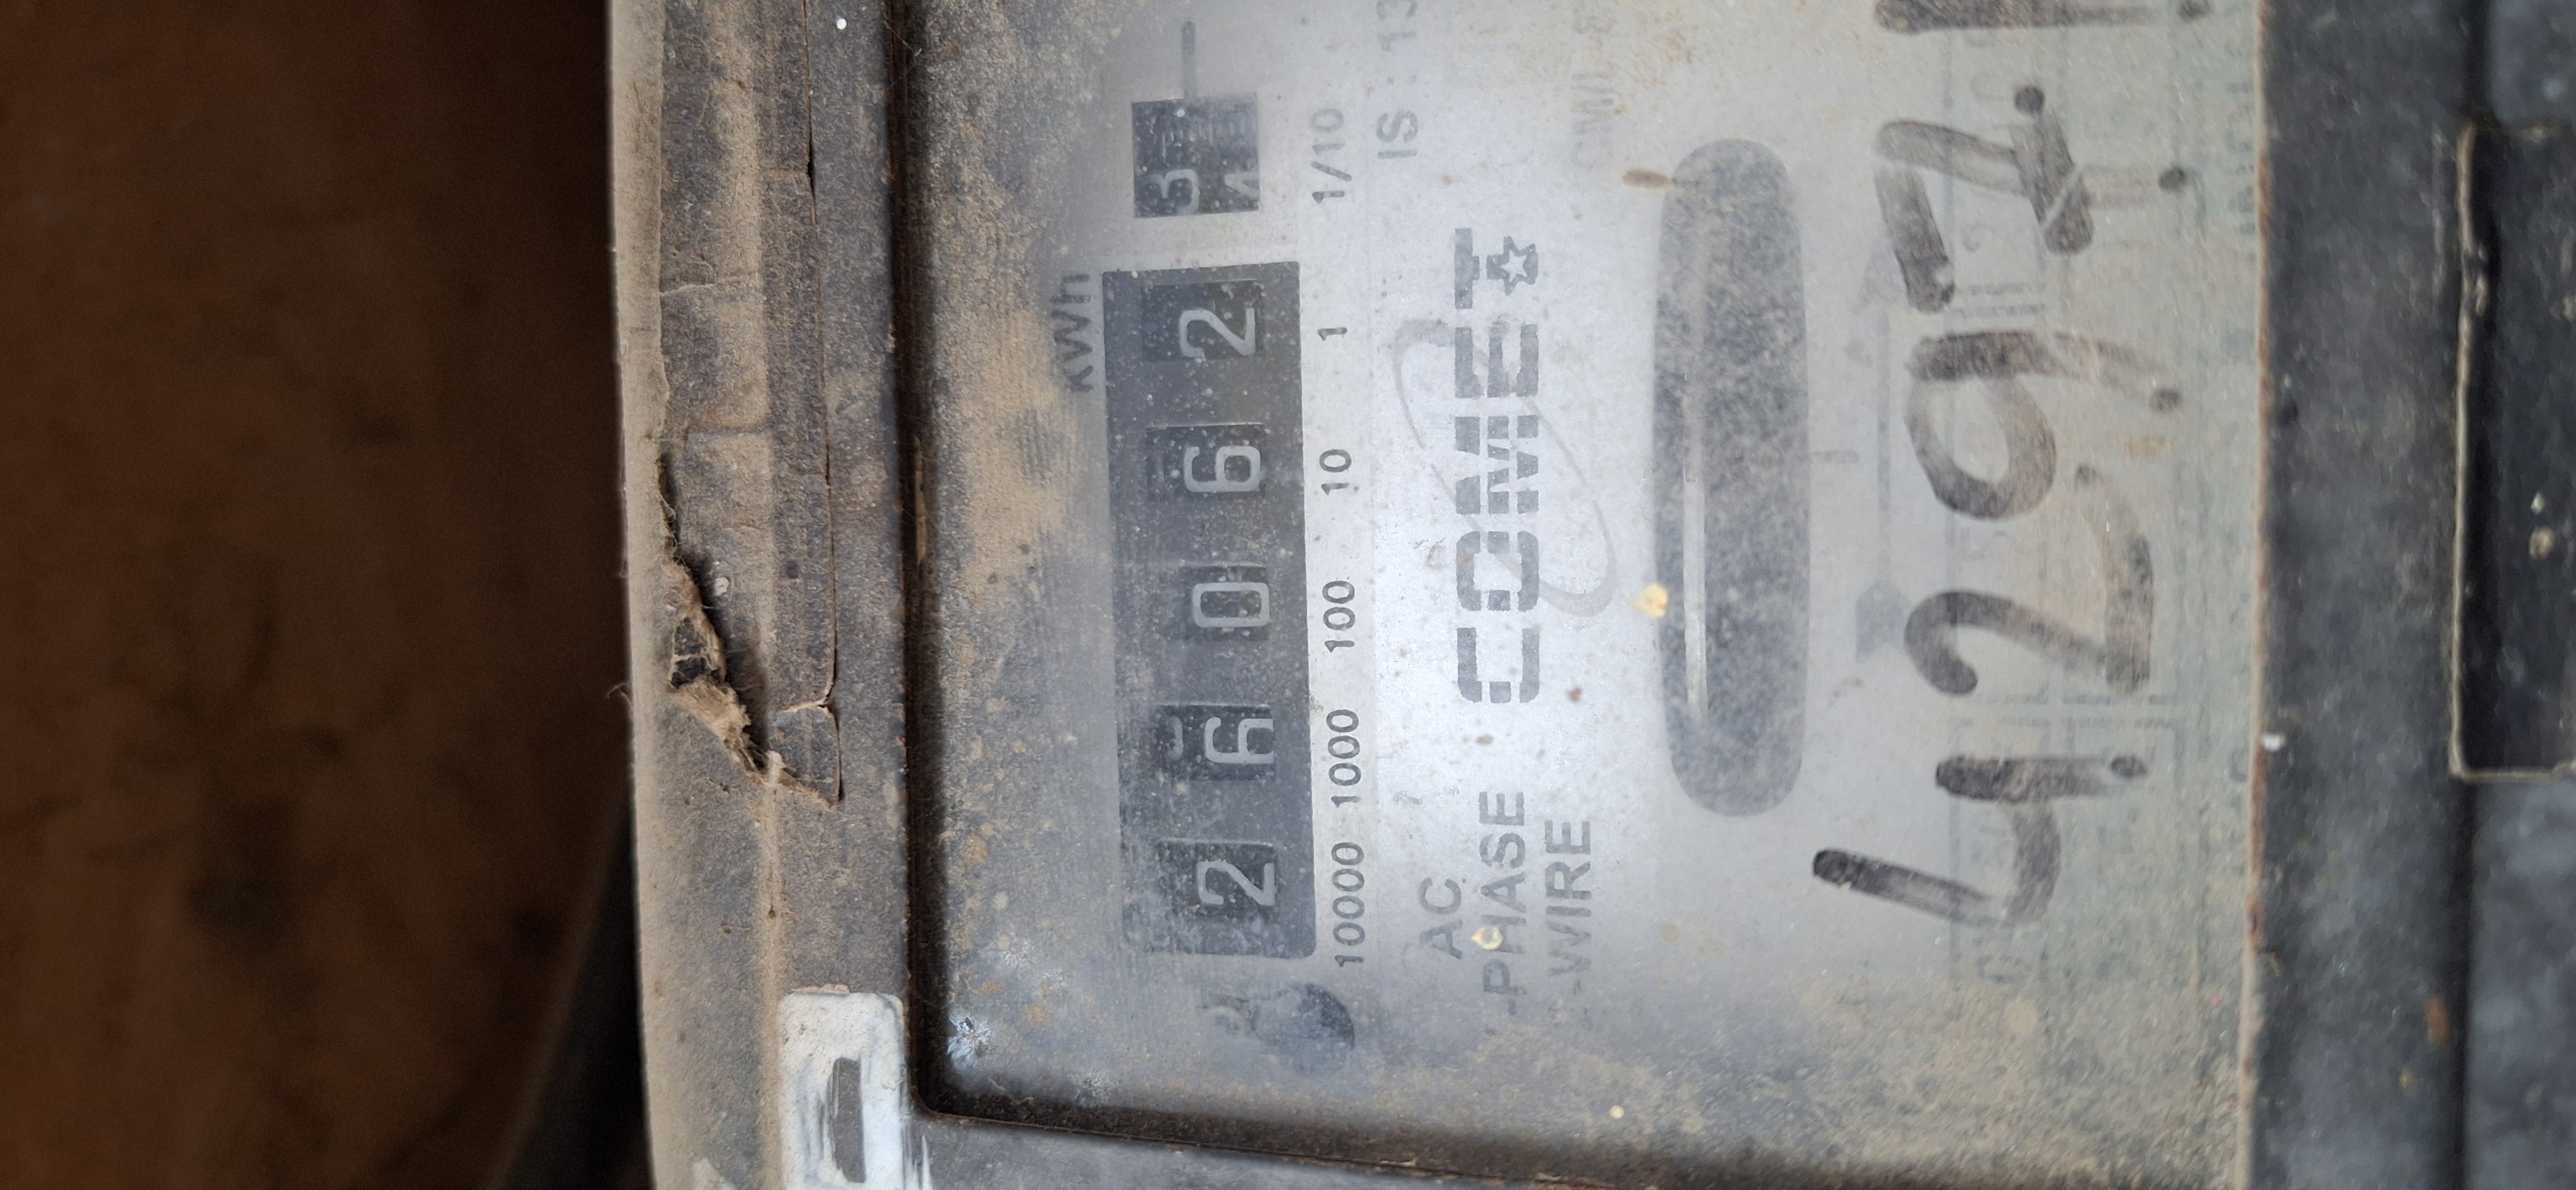 kWh
2 6 0 6 2 3
10000 1000 100 10 1 1/10
AC
-PHASE COMET
-WIRE
IS : 13
4297